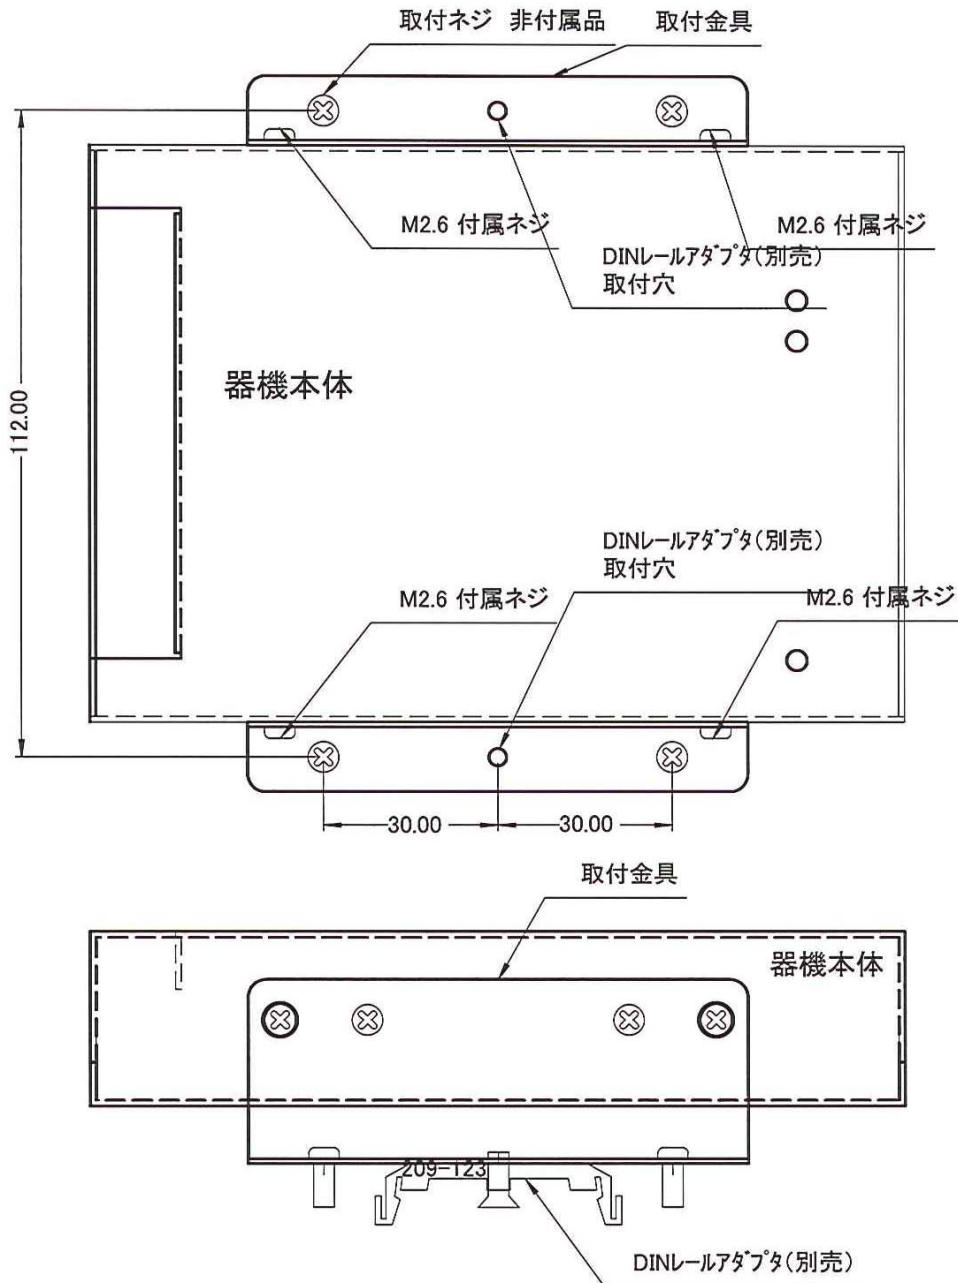 取付ネジ 非付属品
取付金具
M2.6 付属ネジ
M2.6 付属ネジ
DINレールアダプタ(別売)
取付穴
器機本体
112.00
DINレールアダプタ(別売)
取付穴
M2.6 付属ネジ
M2.6 付属ネジ
30.00
30.00
取付金具
器機本体
209-123
DINレールアダプタ(別売)